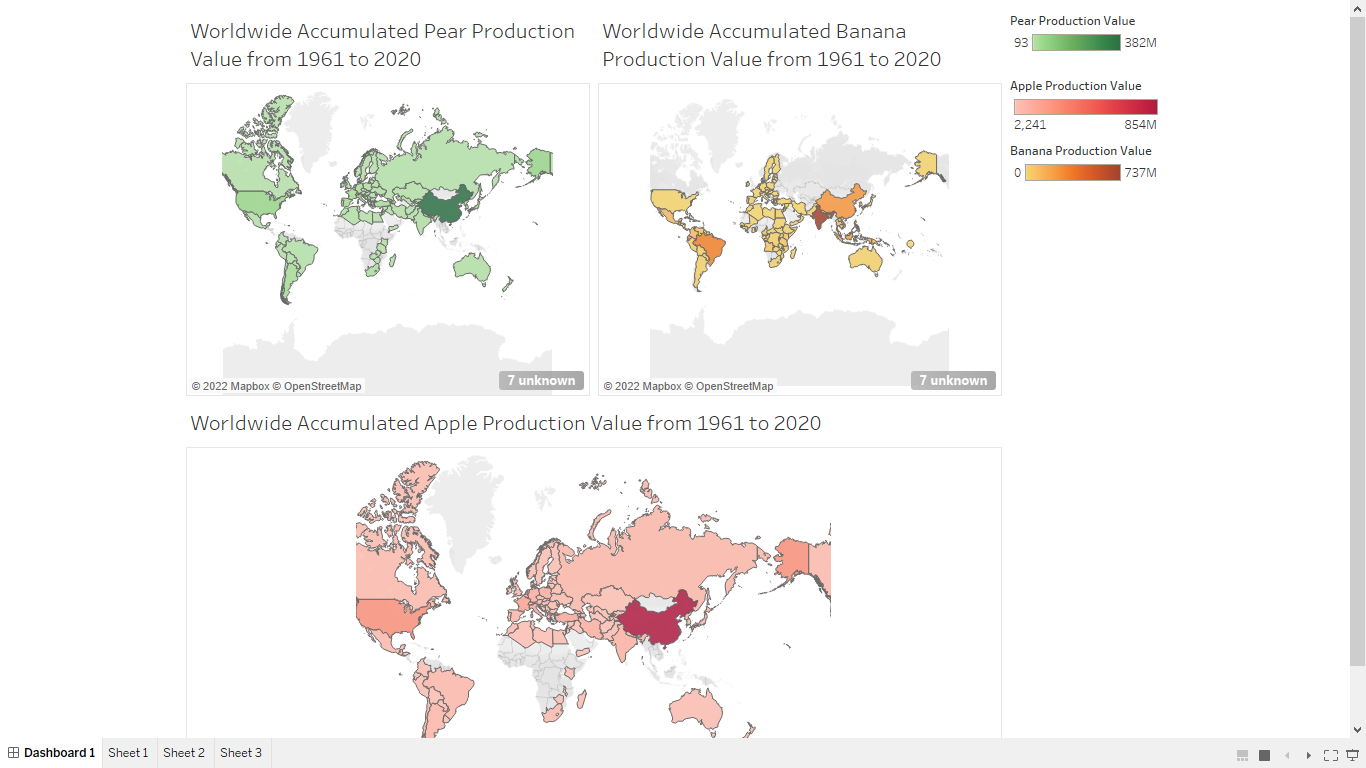 Worldwide Accumulated Pear Production
Value from 1961 to 2020
Worldwide Accumulated Banana
Production Value from 1961 to 2020
Pear Production Value
93 382M
Apple Production Value
2,241 854M
Banana Production Value
0 737M
© 2022 Mapbox © OpenStreetMap
7 unknown
© 2022 Mapbox © OpenStreetMap
7 unknown
Worldwide Accumulated Apple Production Value from 1961 to 2020
Dashboard 1 Sheet 1 Sheet 2 Sheet 3